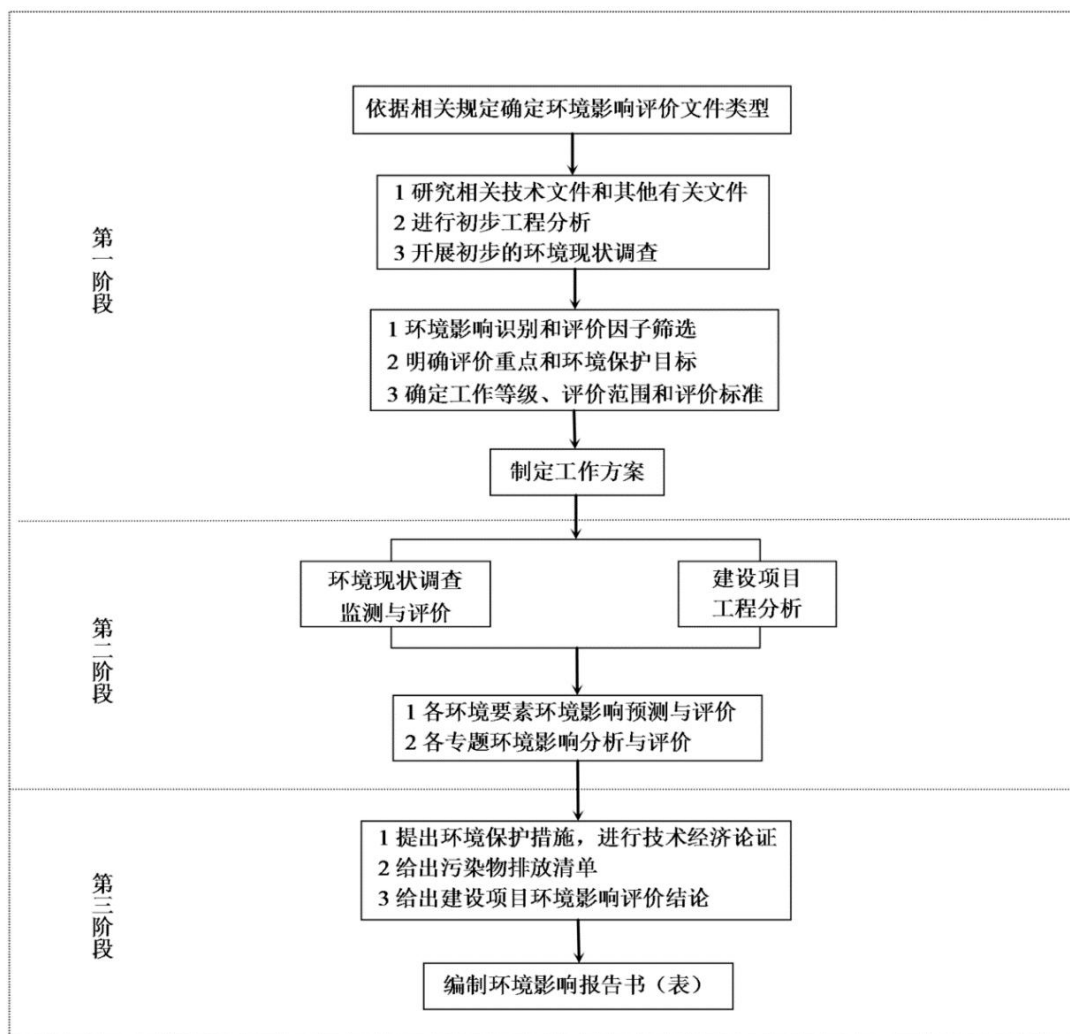 依据相关规定确定环境影响评价文件类型
1 研究相关技术文件和其他有关文件
2 进行初步工程分析
3 开展初步的环境现状调查
第一阶段
1 环境影响识别和评价因子筛选
2 明确评价重点和环境保护目标
3 确定工作等级、评价范围和评价标准
制定工作方案
环境现状调查
监测与评价
建设项目
工程分析
第二阶段
1 各环境要素环境影响预测与评价
2 各专题环境影响分析与评价
1 提出环境保护措施，进行技术经济论证
2 给出污染物排放清单
3 给出建设项目环境影响评价结论
第三阶段
编制环境影响报告书（表）